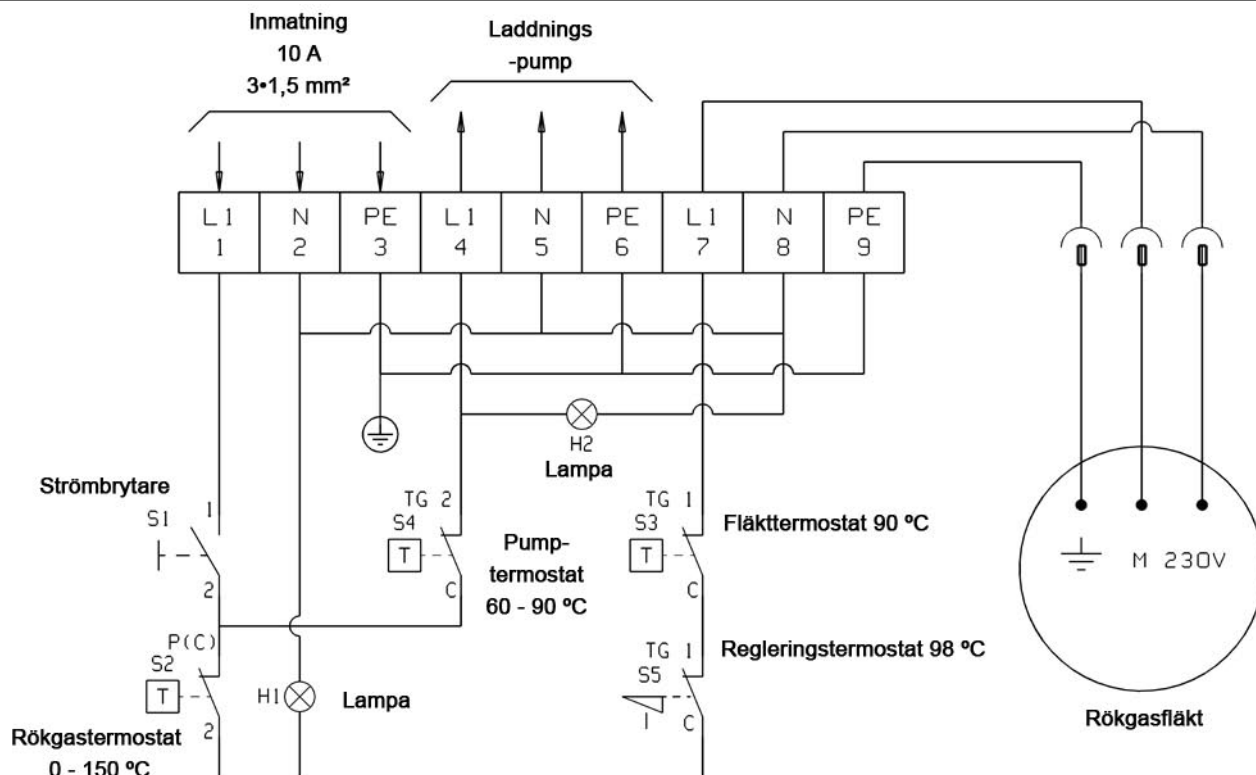 Inmatning
10 A
3•1,5 mm²
Laddnings
-pump
L1 N PE L1 N PE L1 N PE
1 2 3 4 5 6 7 8 9
H2
Lampa
Strömbrytare
S1
1
2
TG 2
S4
T
C
Pump-
termostat
60 - 90 ºC
TG 1
S3
T
C
Fläkttermostat 90 ºC
M 230V
Rökgasfläkt
P(C)
S2
T
2
Rökgastermostat
0 - 150 ºC
H1
Lampa
TG 1
S5
I
C
Regleringstermostat 98 ºC